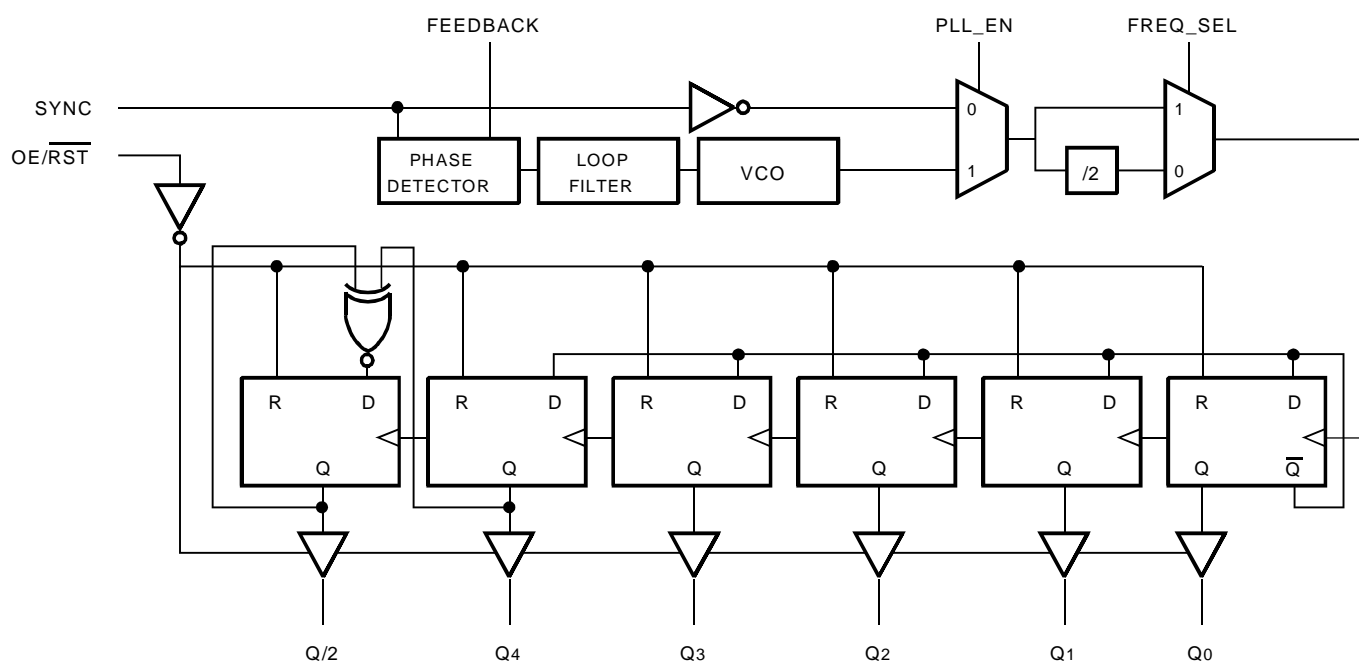 FEEDBACK
PLL_EN
FREQ_SEL
SYNC
OE/RST
PHASE
DETECTOR
LOOP
FILTER
VCO
0
1
/2
1
0
R D
R D
R D
R D
R D
R D
Q
Q
Q
Q
Q
Q Q
Q/2
Q4
Q3
Q2
Q1
Q0